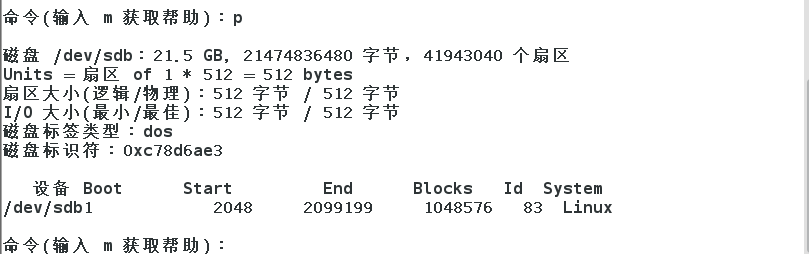 命令(输入 m 获取帮助)：p
磁盘 /dev/sdb：21.5 GB, 21474836480 字节，41943040 个扇区
Units = 扇区 of 1 * 512 = 512 bytes
扇区大小(逻辑/物理)：512 字节 / 512 字节
I/O 大小(最小/最佳)：512 字节 / 512 字节
磁盘标签类型：dos
磁盘标识符：0xc78d6ae3
设备 Boot Start End Blocks Id System
/dev/sdb1 2048 2099199 1048576 83 Linux
命令(输入 m 获取帮助)：